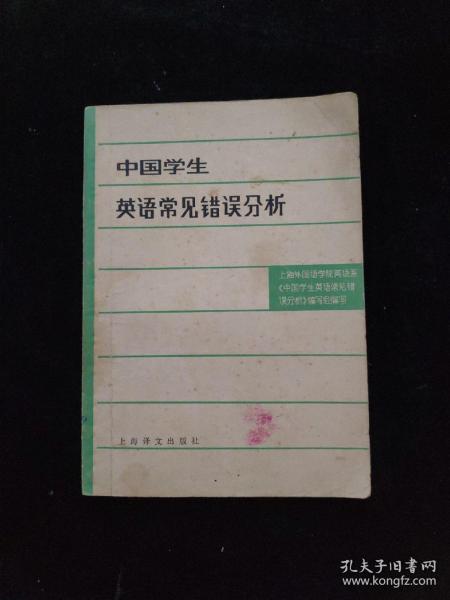 中国学生
英语常见错误分析
上海外国语学院英语系
《中国学生英语常见错
误分析》编写组编写
上海译文出版社
孔夫子旧书网
www.kongfz.com